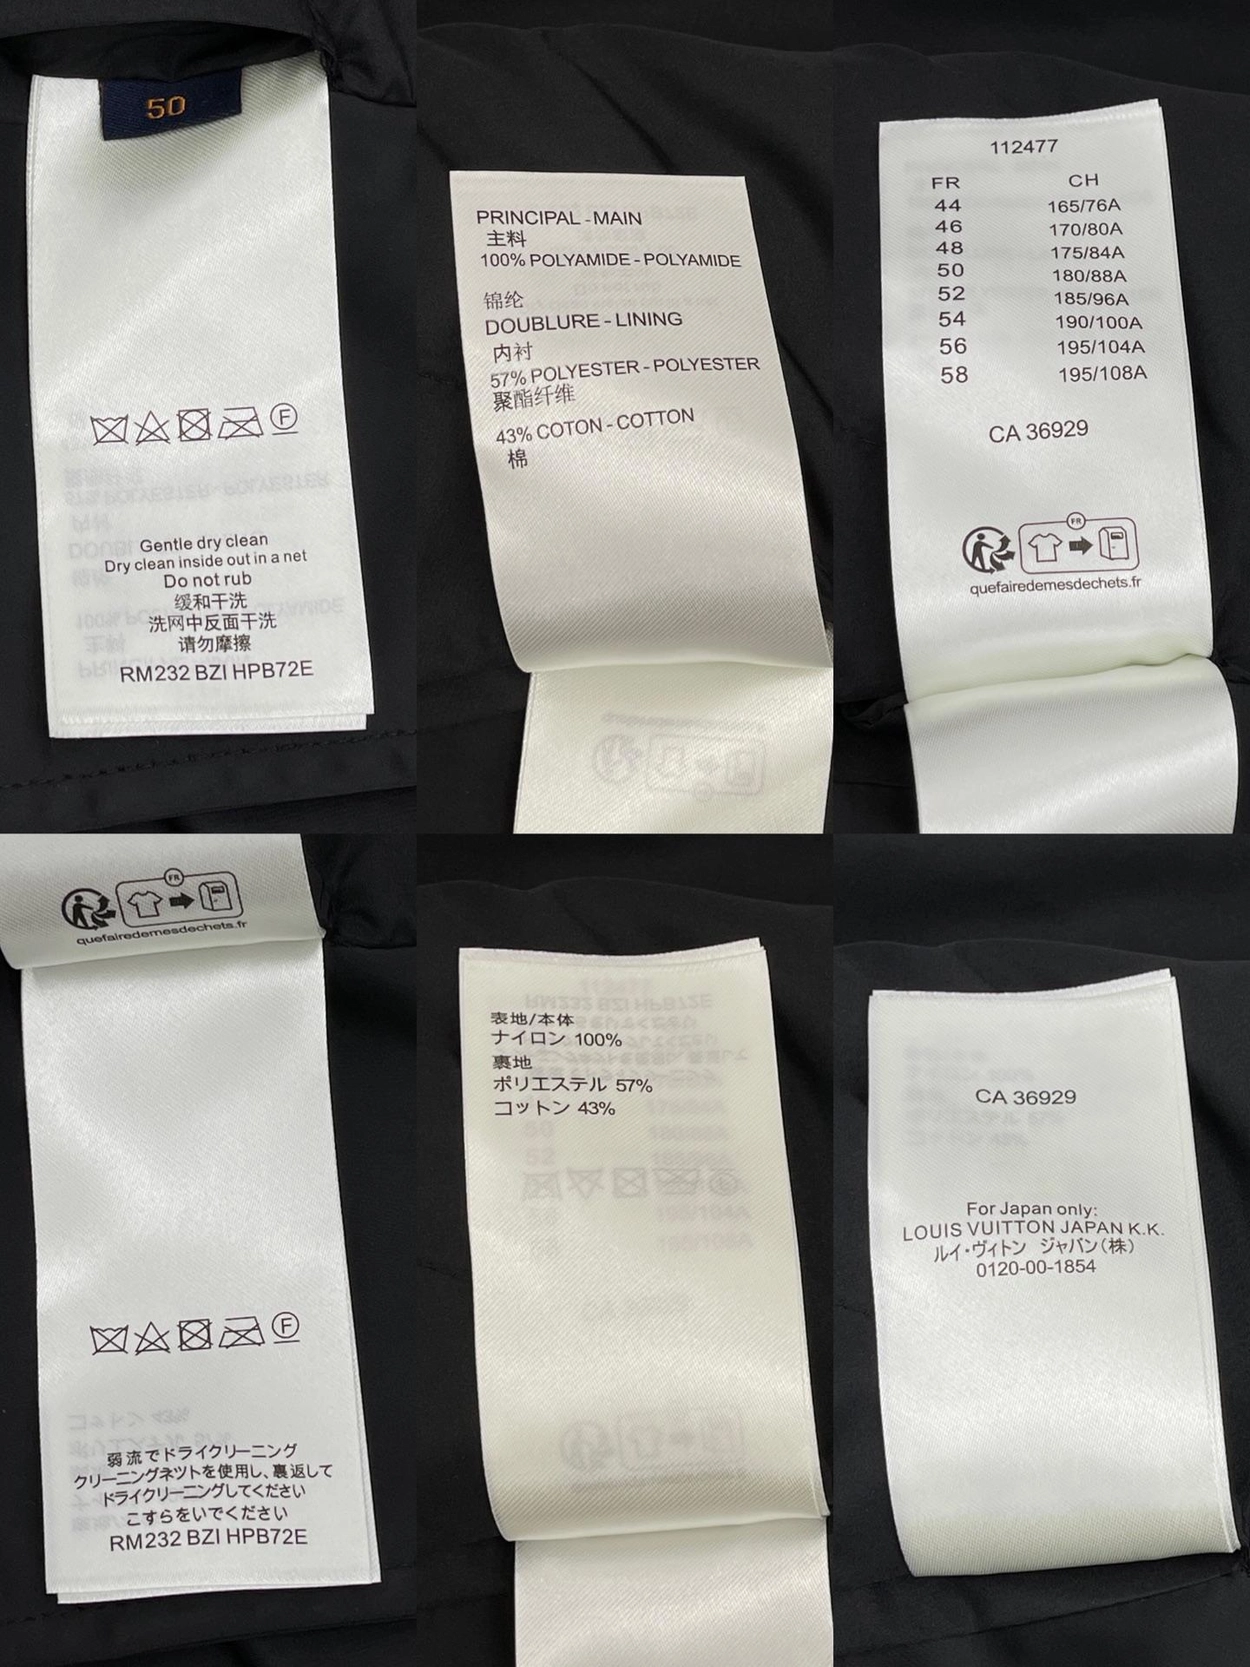 50
F
Gentle dry clean
Dry clean inside out in a net
Do not rub
缓和干洗
洗网中反面干洗
请勿摩擦
RM232 BZI HPB72E
PRINCIPAL - MAIN
主料
100% POLYAMIDE - POLYAMIDE
锦纶
DOUBLURE - LINING
内衬
57% POLYESTER - POLYESTER
聚酯纤维
43% COTON - COTTON
棉
112477
FR CH
44 165/76A
46 170/80A
48 175/84A
50 180/88A
52 185/96A
54 190/100A
56 195/104A
58 195/108A
CA 36929
FR
quefairedemesdechets.fr
FR
quefairedemesdechets.fr
F
弱流でドライクリーニング
クリーニングネツトを使用し、裏返して
ドライクリーニングしてください
こすらをいでください
RM232 BZI HPB72E
表地/本体
ナイロン 100%
裏地
ポリエステル 57%
コットン 43%
CA 36929
For Japan only:
LOUIS VUITTON JAPAN K.K.
ルイ・ヴィトン ジャパン(株)
0120-00-1854